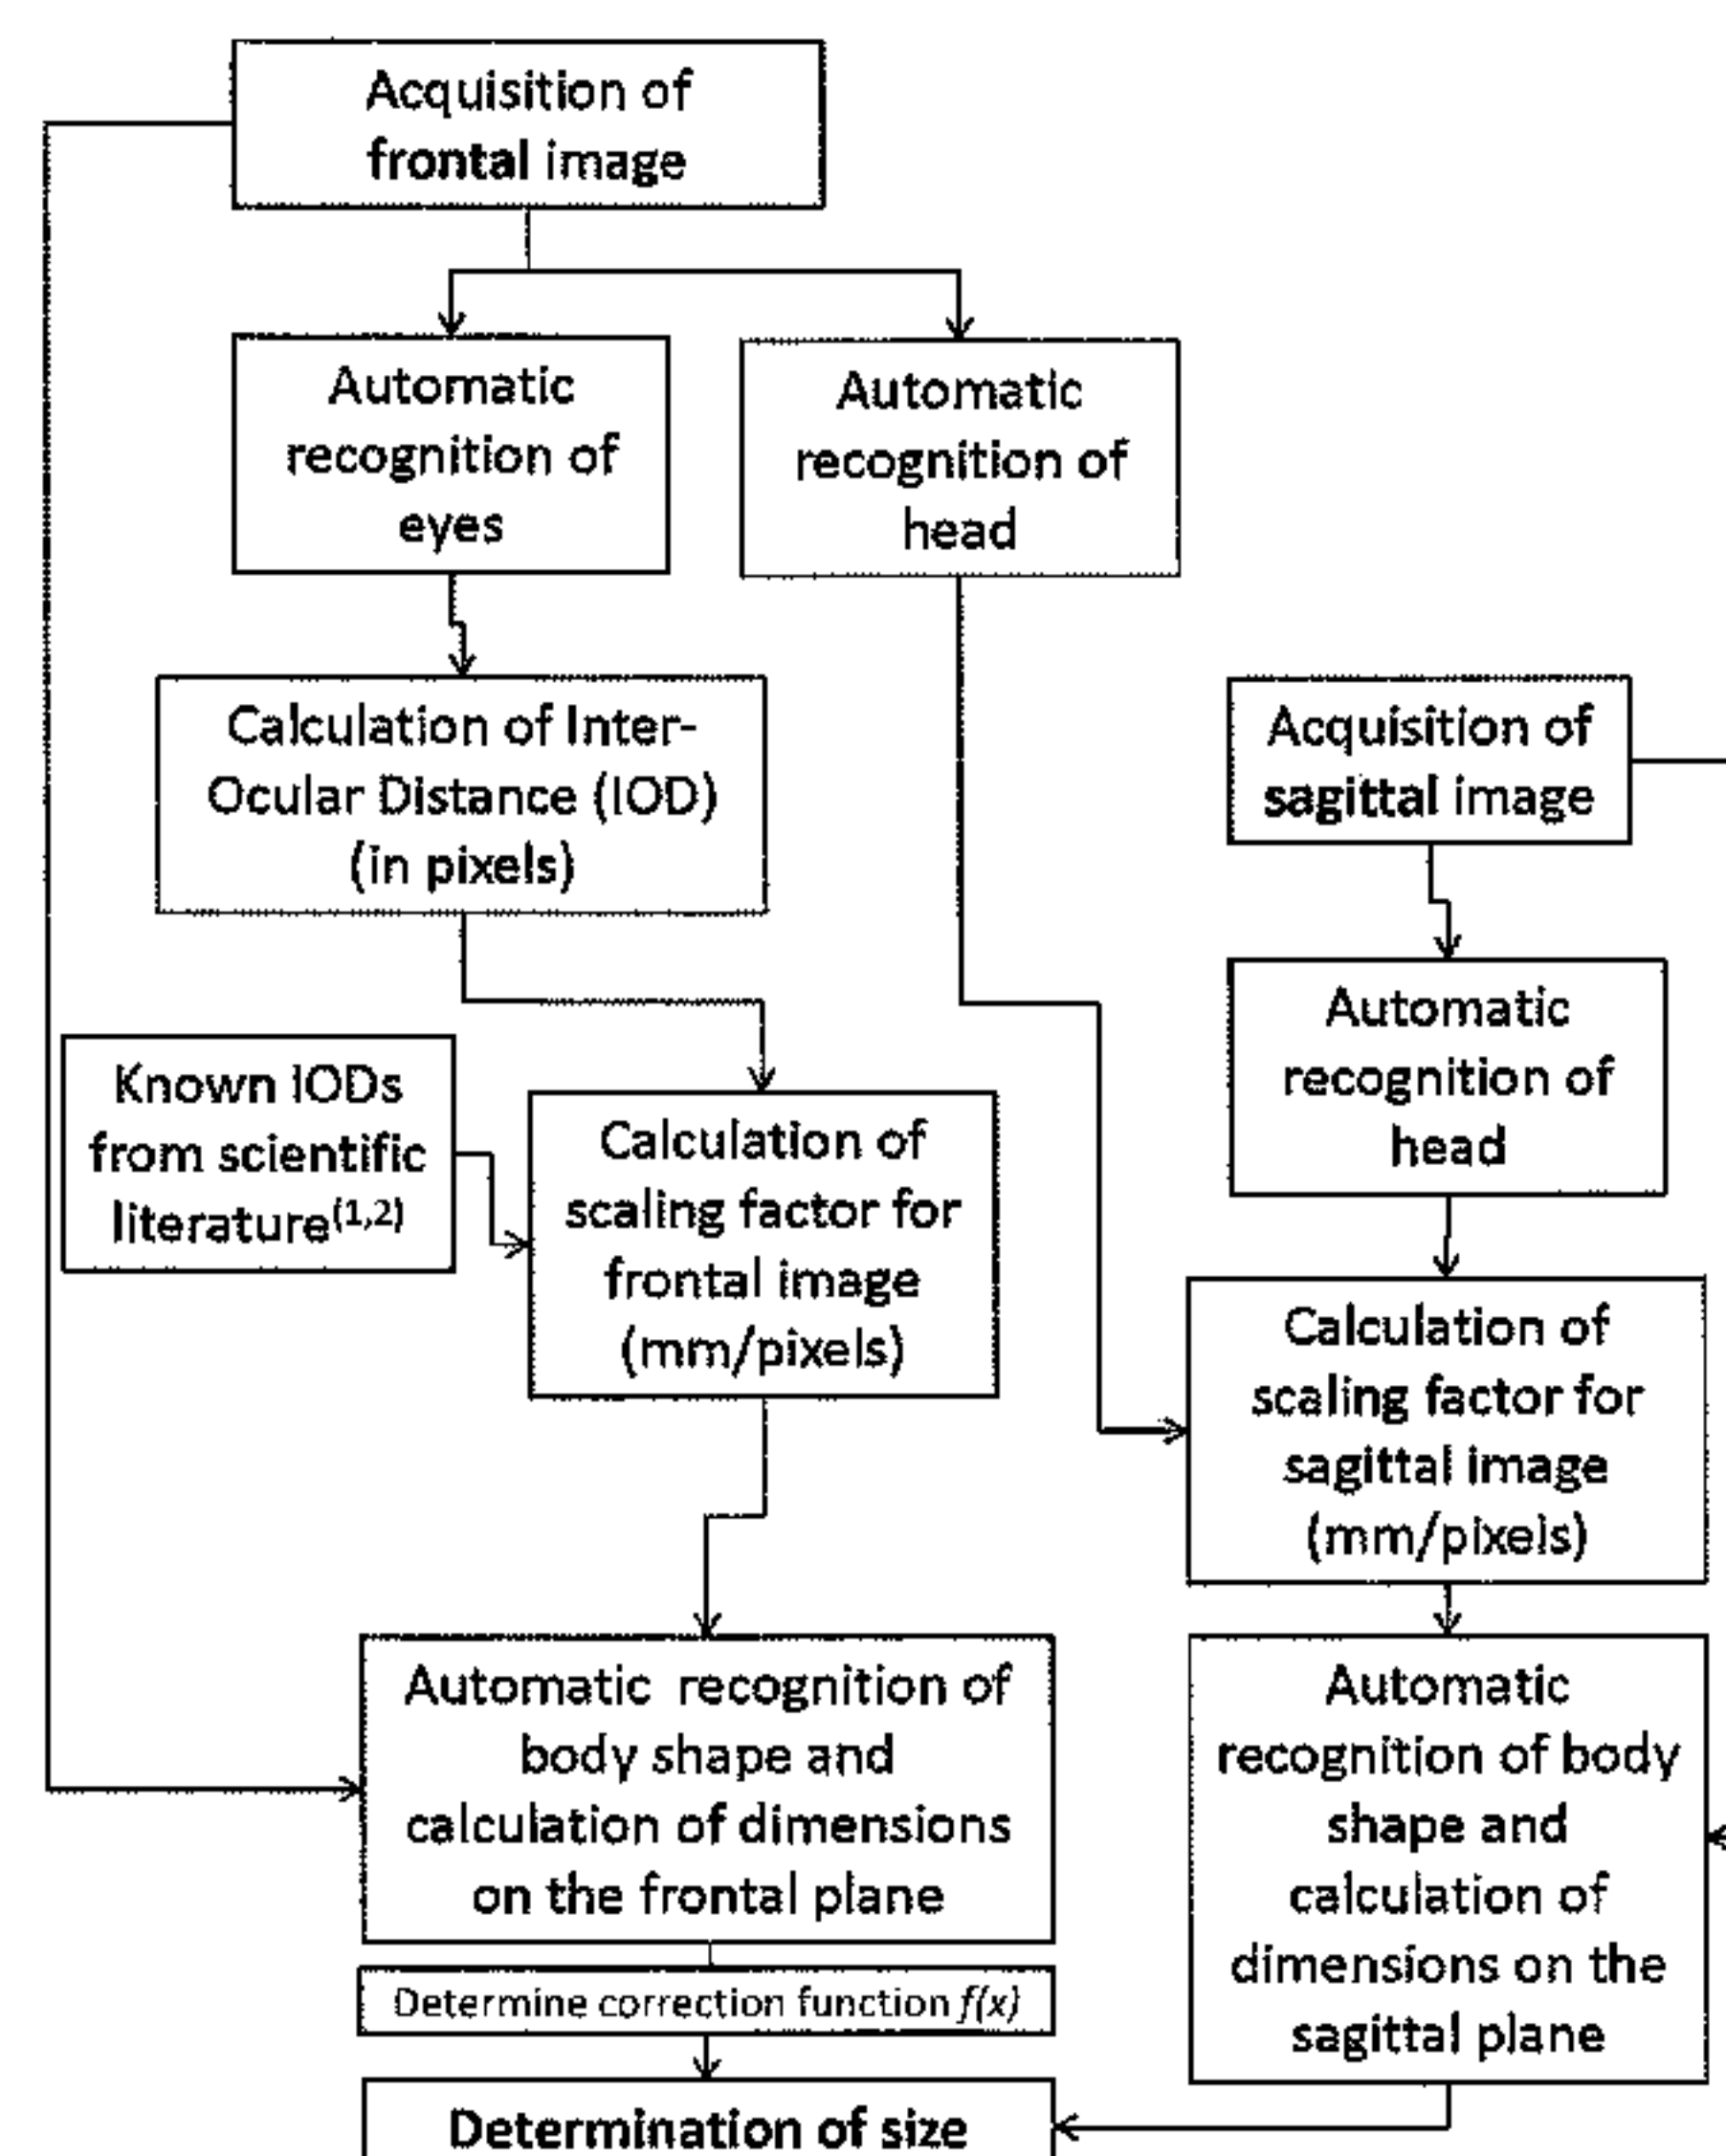 Acquisition of
frontal image
Automatic
recognition of
eyes
Automatic
recognition of
head
Calculation of Inter-
Ocular Distance (IOD)
(in pixels)
Acquisition of
sagittal image
Automatic
recognition of
head
Known IODs
from scientific
literature(1,2)
Calculation of
scaling factor for
frontal image
(mm/pixels)
Calculation of
scaling factor for
sagittal image
(mm/pixels)
Automatic recognition of
body shape and
calculation of dimensions
on the frontal plane
Automatic
recognition of body
shape and
calculation of
dimensions on the
sagittal plane
Determine correction function f(x)
Determination of size